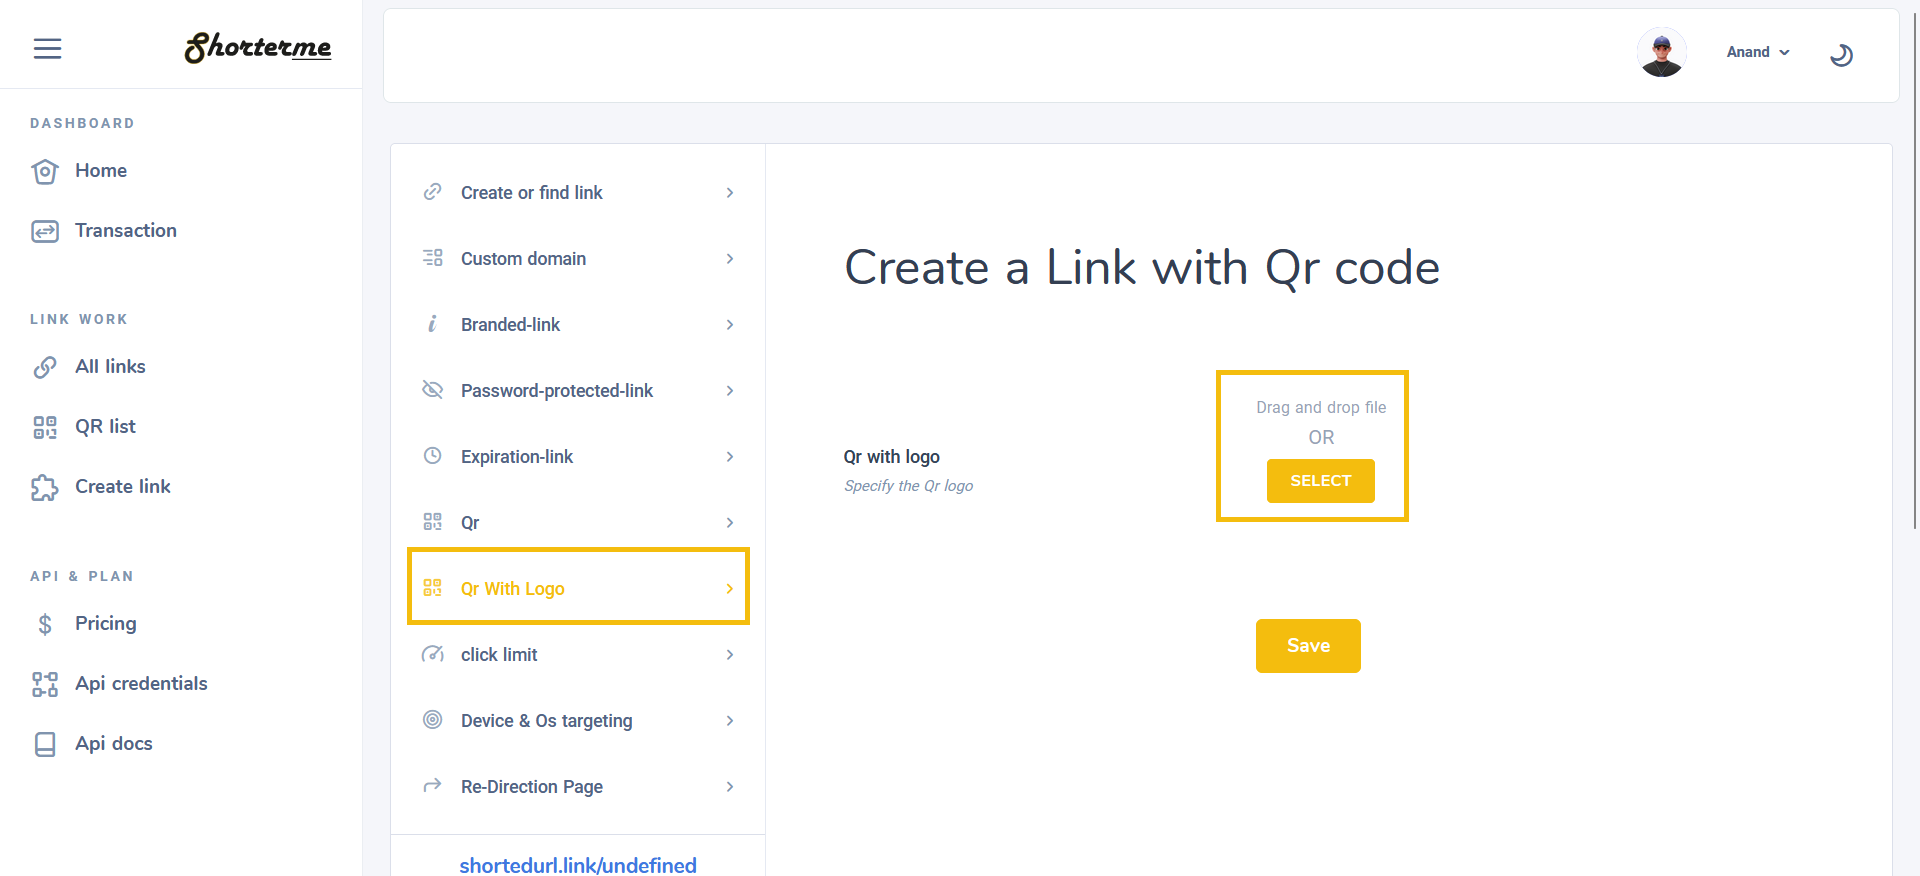 Shorterme
Anand
DASHBOARD
Home
Transaction
LINK WORK
All links
QR list
Create link
API & PLAN
Pricing
Api credentials
Api docs
Create or find link
Custom domain
Branded-link
Password-protected-link
Expiration-link
Qr
Qr With Logo
click limit
Device & Os targeting
Re-Direction Page
shortedurl.link/undefined
Create a Link with Qr code
Qr with logo
Specify the Qr logo
Drag and drop file
OR
SELECT
Save